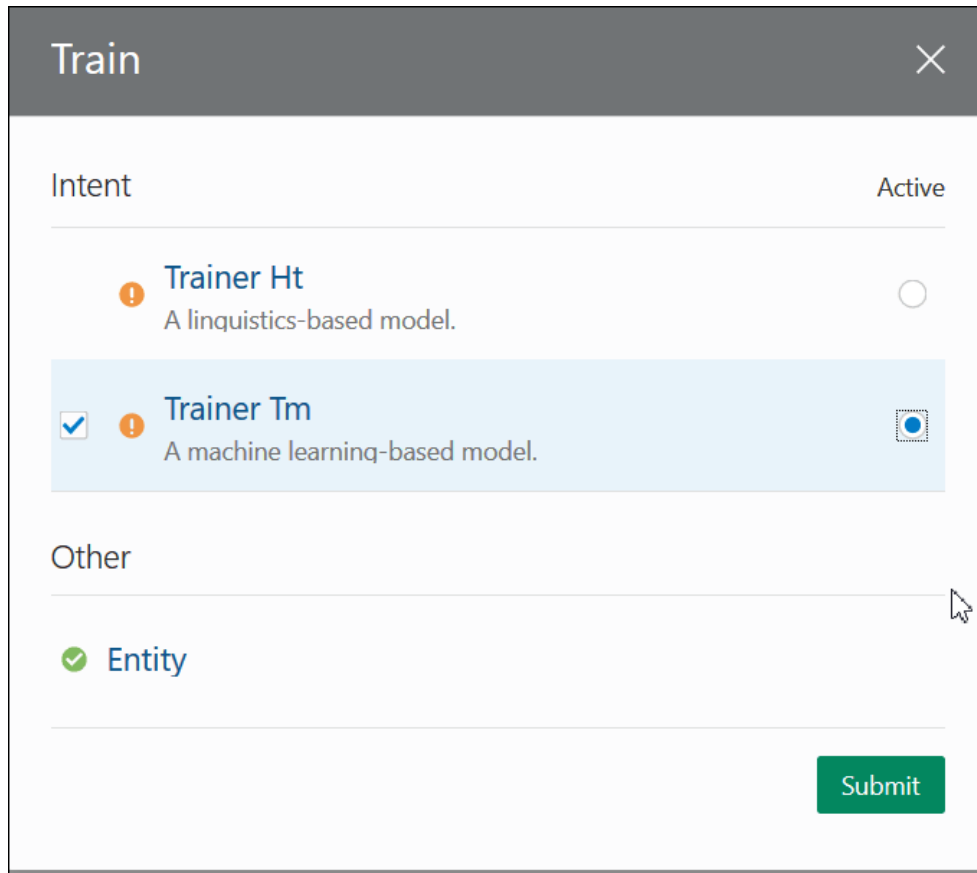 Train
Intent
Active
Trainer Ht
A linguistics-based model.
Trainer Tm
A machine learning-based model.
Other
Entity
Submit